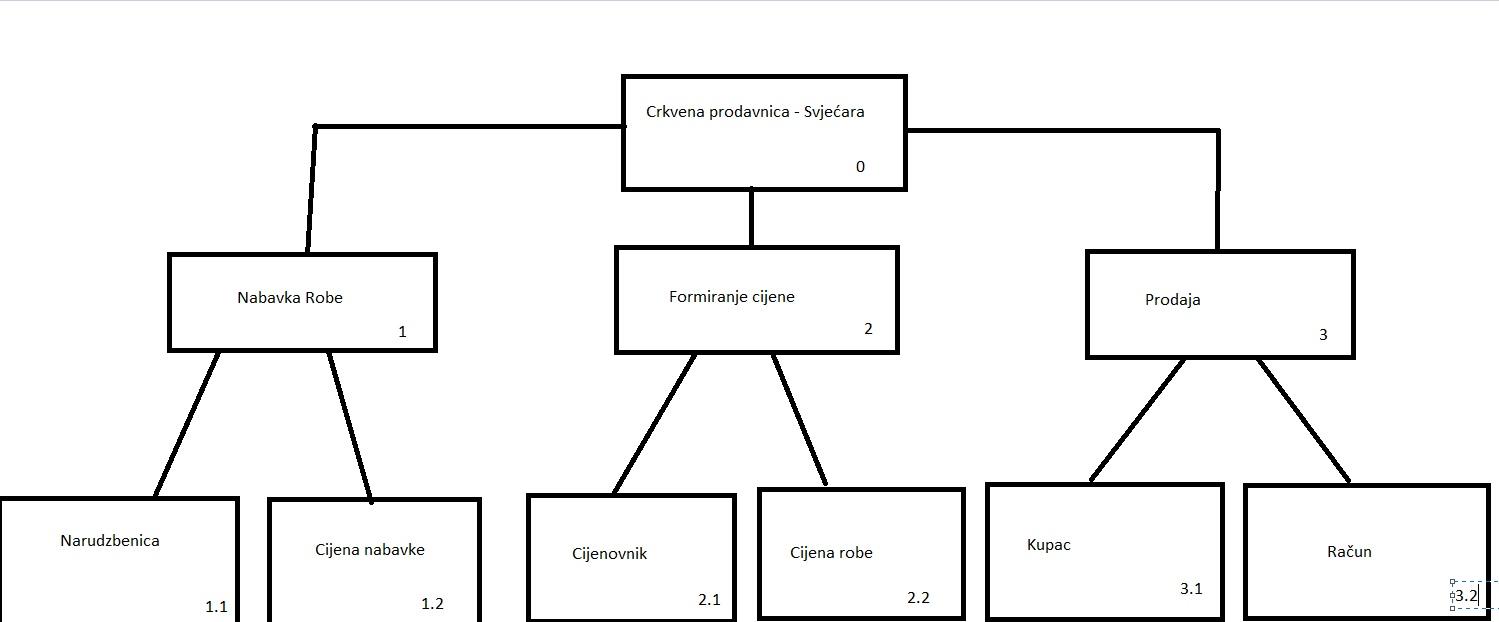 Crkvena prodavnica - Svjećara
0
Nabavka Robe
1
Formiranje cijene
2
Prodaja
3
Narudzbenica
1.1
Cijena nabavke
1.2
Cijenovnik
2.1
Cijena robe
2.2
Kupac
3.1
Račun
3.2